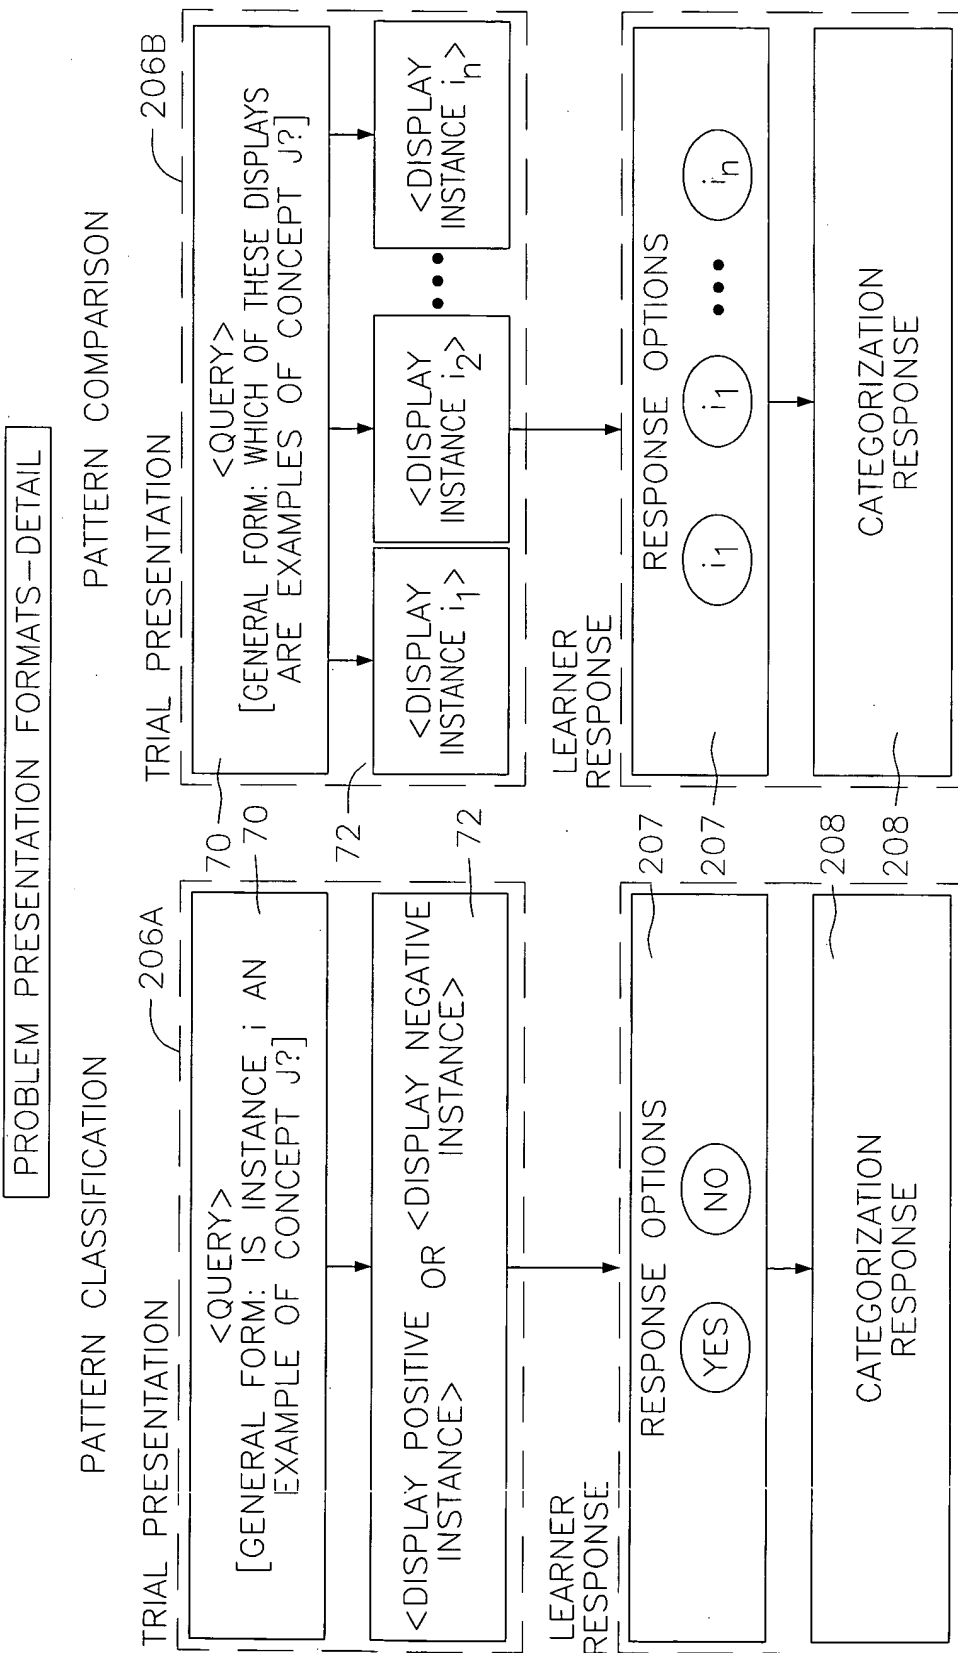 PROBLEM PRESENTATION FORMATS-DETAIL
PATTERN CLASSIFICATION
TRIAL PRESENTATION
206A
<QUERY>
[GENERAL FORM: IS INSTANCE i AN
EXAMPLE OF CONCEPT J?]
70
<DISPLAY POSITIVE OR <DISPLAY NEGATIVE
INSTANCE> INSTANCE>
72
LEARNER
RESPONSE
RESPONSE OPTIONS
YES NO
207
CATEGORIZATION
RESPONSE
208
PATTERN COMPARISON
TRIAL PRESENTATION
206B
<QUERY>
[GENERAL FORM: WHICH OF THESE DISPLAYS
ARE EXAMPLES OF CONCEPT J?]
70
72
<DISPLAY
INSTANCE i1>
<DISPLAY
INSTANCE i2>
•••
<DISPLAY
INSTANCE in>
LEARNER
RESPONSE
RESPONSE OPTIONS
i1 i1 ••• in
207
CATEGORIZATION
RESPONSE
208